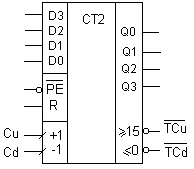 D3 CT2 Q0
D2 Q1
D1 Q2
D0 Q3
PE
R
Cu +1 ≥15 TCu
Cd -1 ≤0 TCd